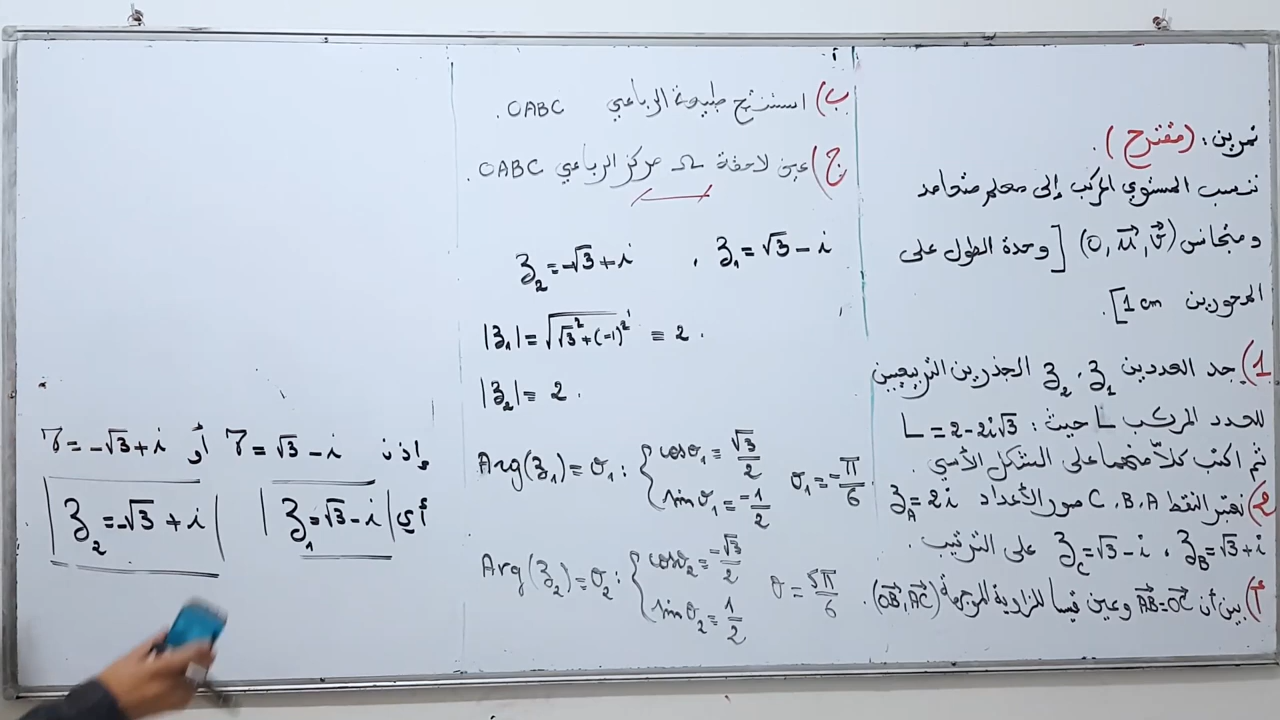 تمرين: (مقترح).
ننسب المستوي المركب إلى معلم متعامد
ومتجانس (O, u⃗, v⃗) [وحدة الطول على
المحورين 1cm].
1) جد العددين z₁ ، z₂ الجذرين التربيعيين
للعدد المركب L حيث: L = 2-2i√3
ثم اكتب كلاّ منهما على الشكل الأسي.
2) نعتبر النقط A ، B ، C صور الأعداد z_A = 2i
z_B = √3+i ، z_C = √3-i على الترتيب.
أ) بين أن AB⃗ = OC⃗ وعين قيسا للزاوية الموجهة (OB⃗, AC⃗).
ب) استنتج طبيعة الرباعي OABC.
ج) عين لاحقة Ω مركز الرباعي OABC.
z₁ = √3 - i ، z₂ = -√3 + i
|z₁| = √(√3² + (-1)²) = 2.
|z₂| = 2.
Arg(z₁) = θ₁ : { cosθ₁ = √3/2 , sinθ₁ = -1/2 θ₁ = -π/6
Arg(z₂) = θ₂ : { cosθ₂ = -√3/2 , sinθ₂ = 1/2 θ = 5π/6
وإذن γ = √3 - i أو γ = -√3 + i
أي z₁ = √3 - i z₂ = -√3 + i